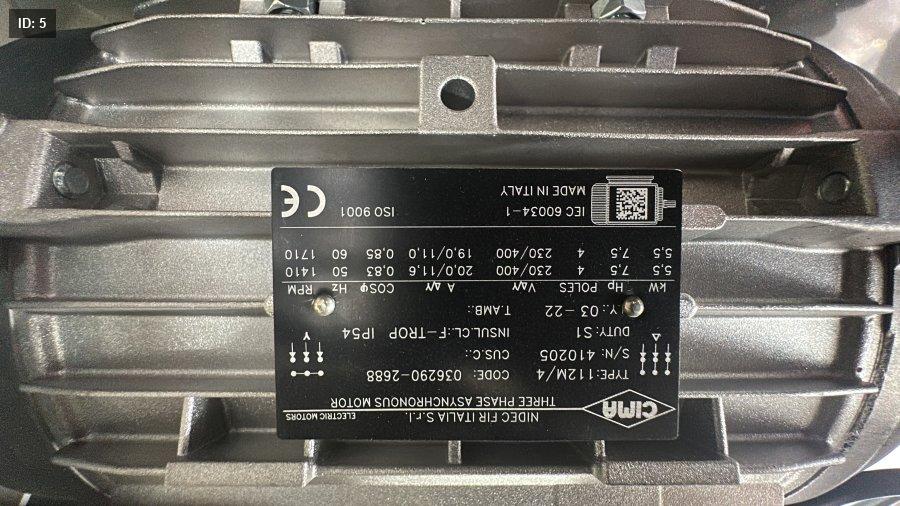 ID: 5
CIMA
NIDEC FIR ITALIA S.r.l.
THREE PHASE ASYNCHRONOUS MOTOR
ELECTRIC MOTORS
TYPE: 112M/4 CODE: 036290-2688
S/N: 410205 CUS.C.:
DUTY: S1 INSUL.CL.: F-TROP IP54
Y.: 03-22 T.AMB.:
kW Hp POLES V△Y A △Y COSφ Hz RPM
5,5 7,5 4 230/400 20,0/11,6 0,83 50 1410
5,5 7,5 4 230/400 19,0/11,0 0,85 60 1710
IEC 60034-1 ISO 9001 CE
MADE IN ITALY